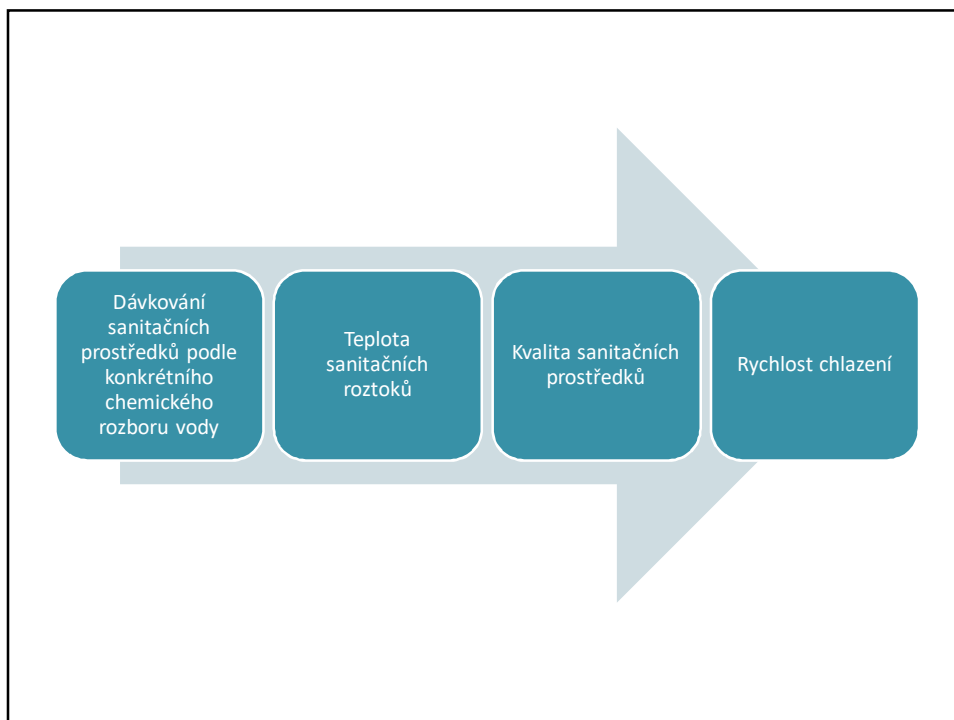 Dávkování
sanitačních
prostředků podle
konkrétního
chemického
rozboru vody
Teplota
sanitačních
roztoků
Kvalita sanitačních
prostředků
Rychlost chlazení